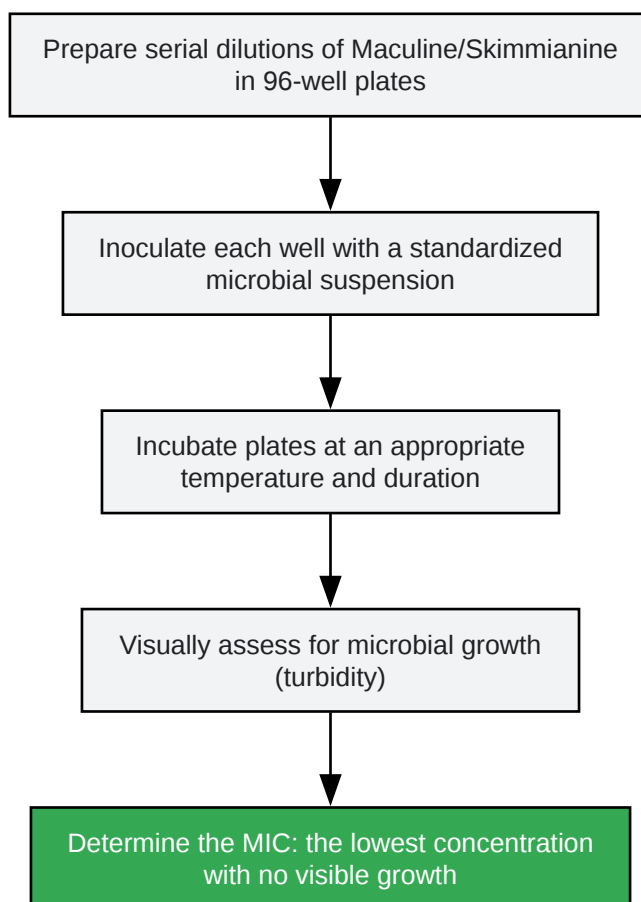 Prepare serial dilutions of Maculine/Skimmianine
in 96-well plates
Inoculate each well with a standardized
microbial suspension
Incubate plates at an appropriate
temperature and duration
Visually assess for microbial growth
(turbidity)
Determine the MIC: the lowest concentration
with no visible growth